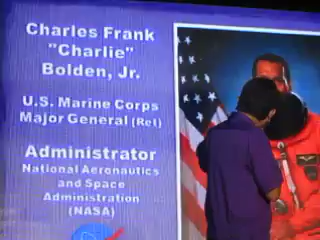 Charles Frank
"Charlie"
Bolden, Jr.
U.S. Marine Corps
Major General (Ret)
Administrator
National Aeronautics
and Space
Administration
(NASA)